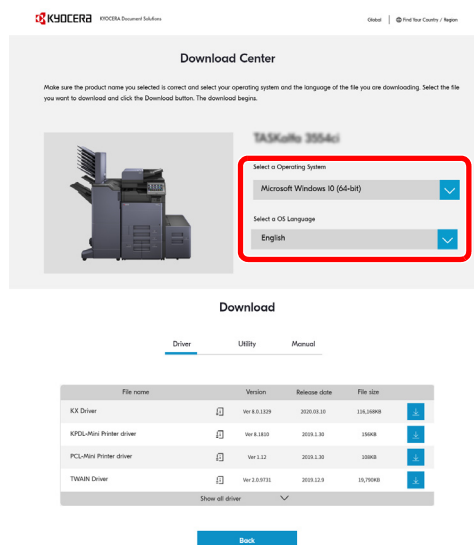 KYOCERA KYOCERA Document Solutions
Global Find Your Country / Region
Download Center
Make sure the product name you selected is correct and select your operating system and the language of the file you are downloading. Select the file
you want to download and click the Download button. The download begins.
TASKalfa 3554ci
Select a Operating System
Microsoft Windows 10 (64-bit)
Select a OS Language
English
Download
Driver Utility Manual
File name Version Release date File size
KX Driver Ver 8.0.1329 2020.03.10 116,168KB
KPDL-Mini Printer driver Ver 8.1810 2019.1.30 156KB
PCL-Mini Printer driver Ver 1.12 2019.1.30 108KB
TWAIN Driver Ver 2.0.9731 2019.12.9 19,790KB
Show all driver
Back